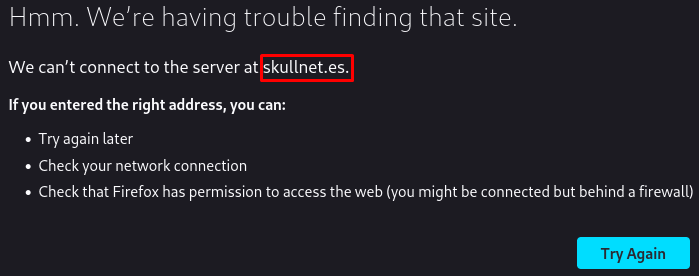 Hmm. We're having trouble finding that site.
We can't connect to the server at skullnet.es.
If you entered the right address, you can:
• Try again later
• Check your network connection
• Check that Firefox has permission to access the web (you might be connected but behind a firewall)
Try Again